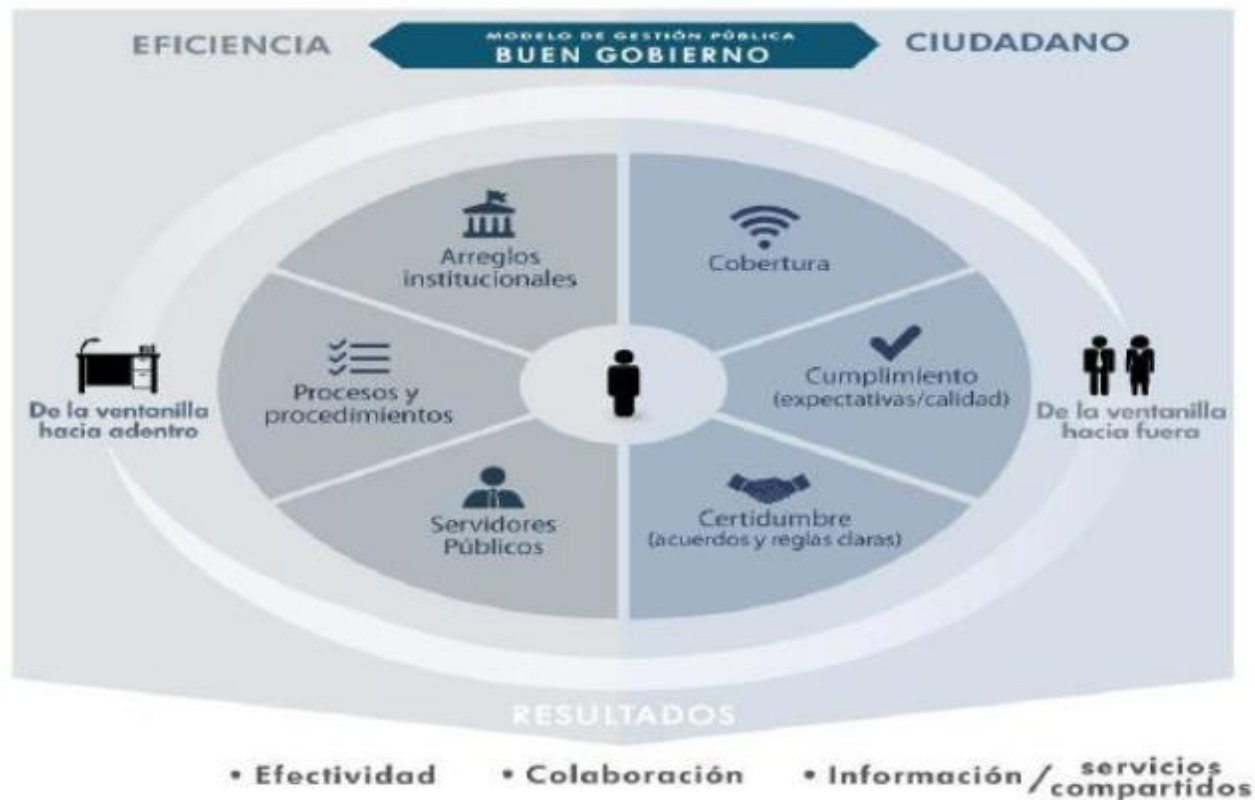 EFICIENCIA
MODELO DE GESTIÓN PÚBLICA
BUEN GOBIERNO
CIUDADANO
Arreglos
institucionales
Cobertura
Procesos y
procedimientos
Cumplimiento
(expectativas/calidad)
De la ventanilla
hacia adentro
De la ventanilla
hacia fuera
Servidores
Públicos
Certidumbre
(acuerdos y reglas claras)
RESULTADOS
• Efectividad
• Colaboración
• Información / servicios
compartidos